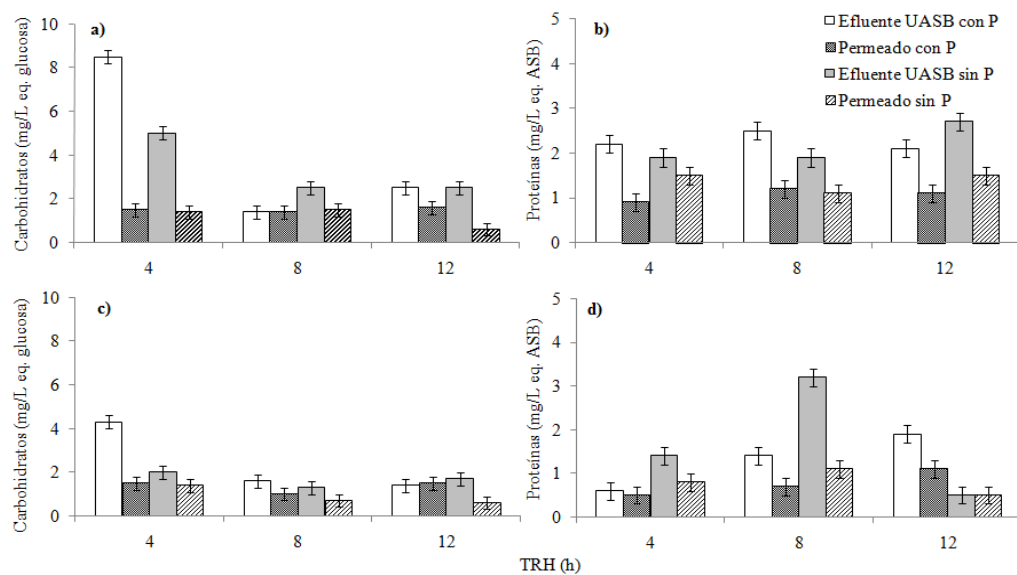 a)
Carbohidratos (mg/L eq. glucosa)
10
8
6
4
2
0
4
8
12
b)
Proteínas (mg/L eq. ASB)
5
4
3
2
1
0
4
8
12
Efluente UASB con P
Permeado con P
Efluente UASB sin P
Permeado sin P
c)
Carbohidratos (mg/L eq. glucosa)
10
8
6
4
2
0
4
8
12
d)
Proteínas (mg/L eq. ASB)
5
4
3
2
1
0
4
8
12
TRH (h)